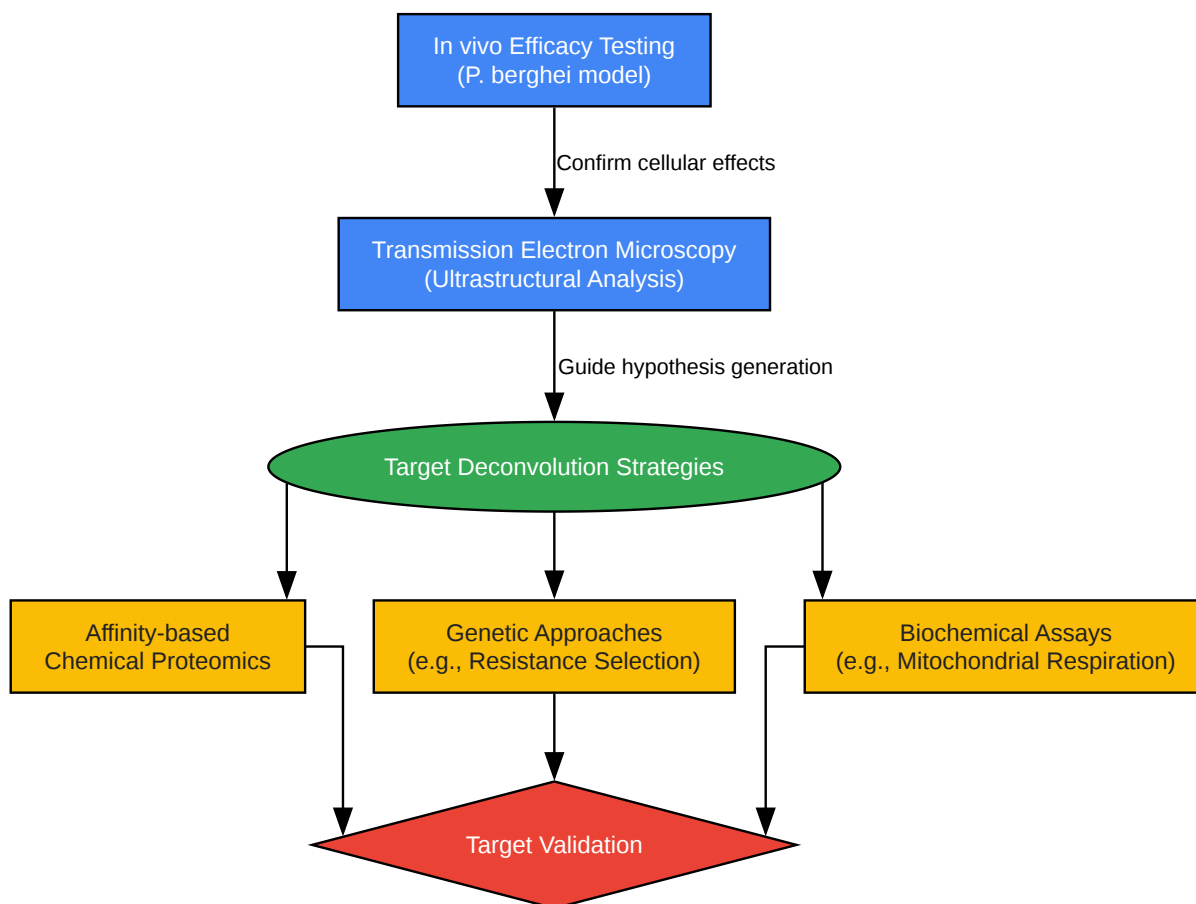 In vivo Efficacy Testing
(P. berghei model)
Confirm cellular effects
Transmission Electron Microscopy
(Ultrastructural Analysis)
Guide hypothesis generation
Target Deconvolution Strategies
Affinity-based
Chemical Proteomics
Genetic Approaches
(e.g., Resistance Selection)
Biochemical Assays
(e.g., Mitochondrial Respiration)
Target Validation